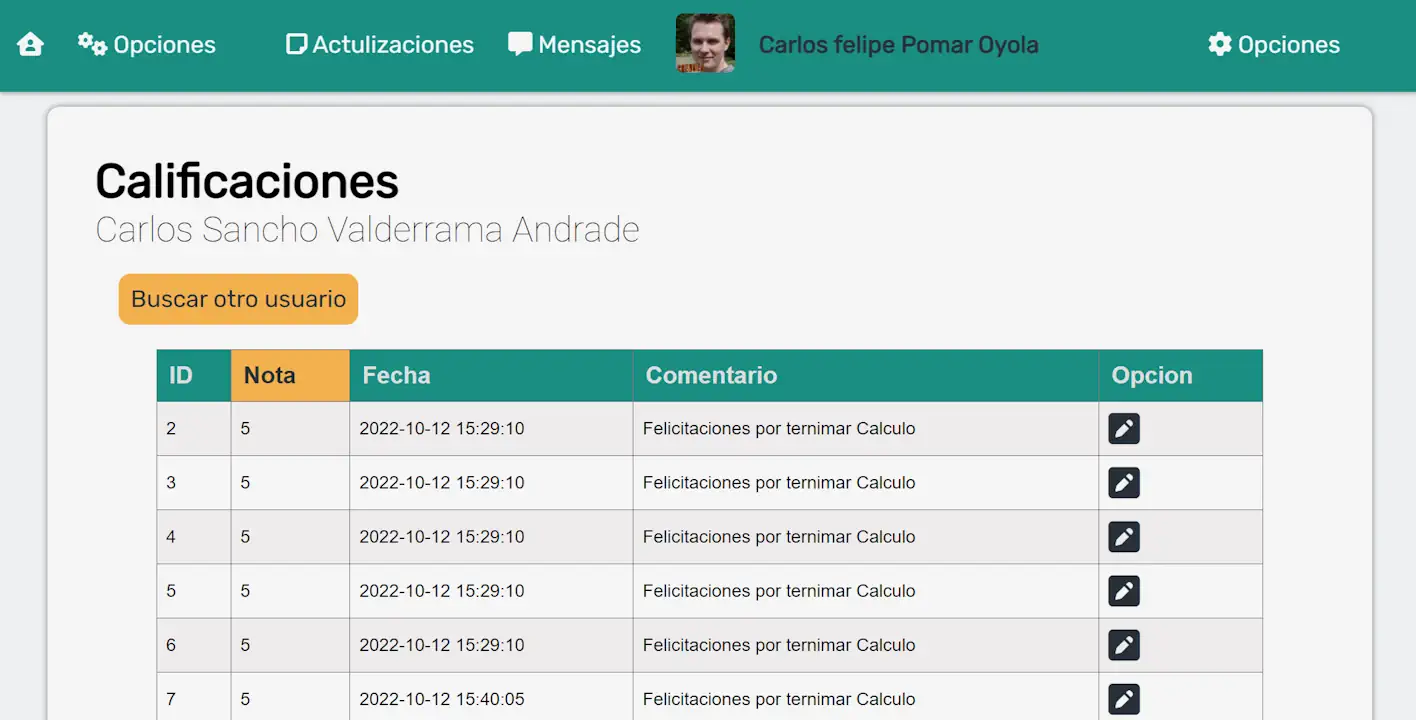 Opciones Actulizaciones Mensajes Carlos felipe Pomar Oyola Opciones
Calificaciones
Carlos Sancho Valderrama Andrade
Buscar otro usuario
ID Nota Fecha Comentario Opcion
2 5 2022-10-12 15:29:10 Felicitaciones por ternimar Calculo
3 5 2022-10-12 15:29:10 Felicitaciones por ternimar Calculo
4 5 2022-10-12 15:29:10 Felicitaciones por ternimar Calculo
5 5 2022-10-12 15:29:10 Felicitaciones por ternimar Calculo
6 5 2022-10-12 15:29:10 Felicitaciones por ternimar Calculo
7 5 2022-10-12 15:40:05 Felicitaciones por ternimar Calculo